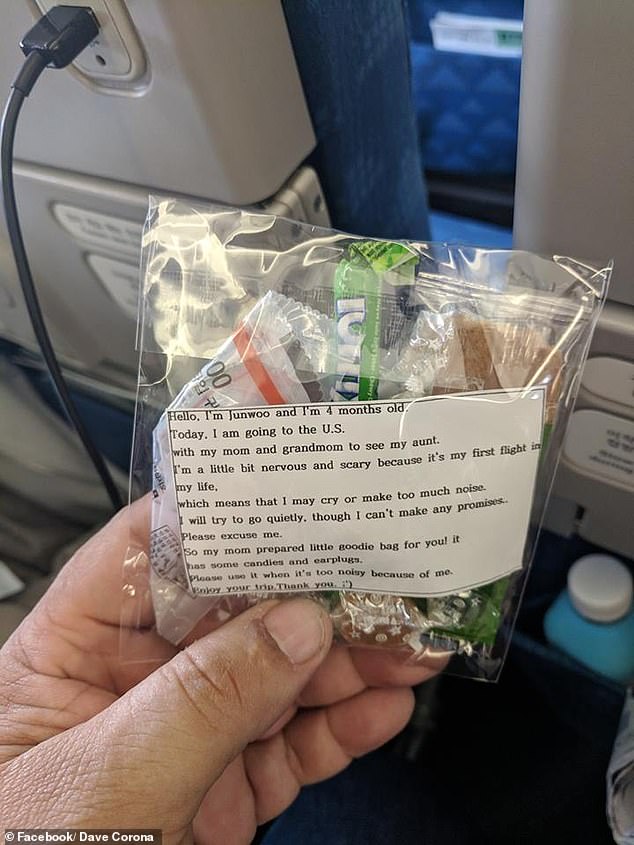 Hello, I'm Junwoo and I'm 4 months old
Today, I am going to the U.S.
with my mom and grandmom to see my aunt.
I'm a little bit nervous and scary because it's my first flight in
my life,
which means that I may cry or make too much noise.
I will try to go quietly, though I can't make any promises..
Please excuse me.
So my mom prepared little goodie bag for you! it
has some candies and earplugs.
Please use it when it's too noisy because of me.
Enjoy your trip.Thank you. :')
© Facebook/ Dave Corona